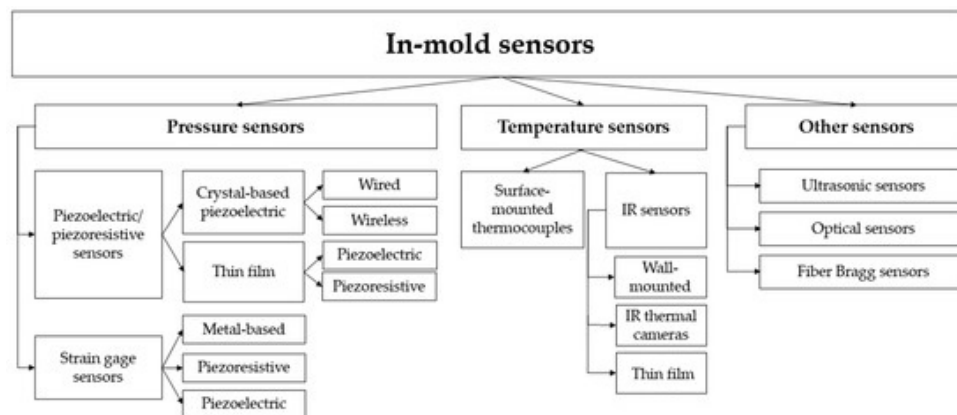 In-mold sensors
Pressure sensors
Temperature sensors
Other sensors
Piezoelectric/
piezoresistive
sensors
Crystal-based
piezoelectric
Wired
Wireless
Thin film
Piezoelectric
Piezoresistive
Strain gage
sensors
Metal-based
Piezoresistive
Piezoelectric
Surface-
mounted
thermocouples
IR sensors
Wall-
mounted
IR thermal
cameras
Thin film
Ultrasonic sensors
Optical sensors
Fiber Bragg sensors